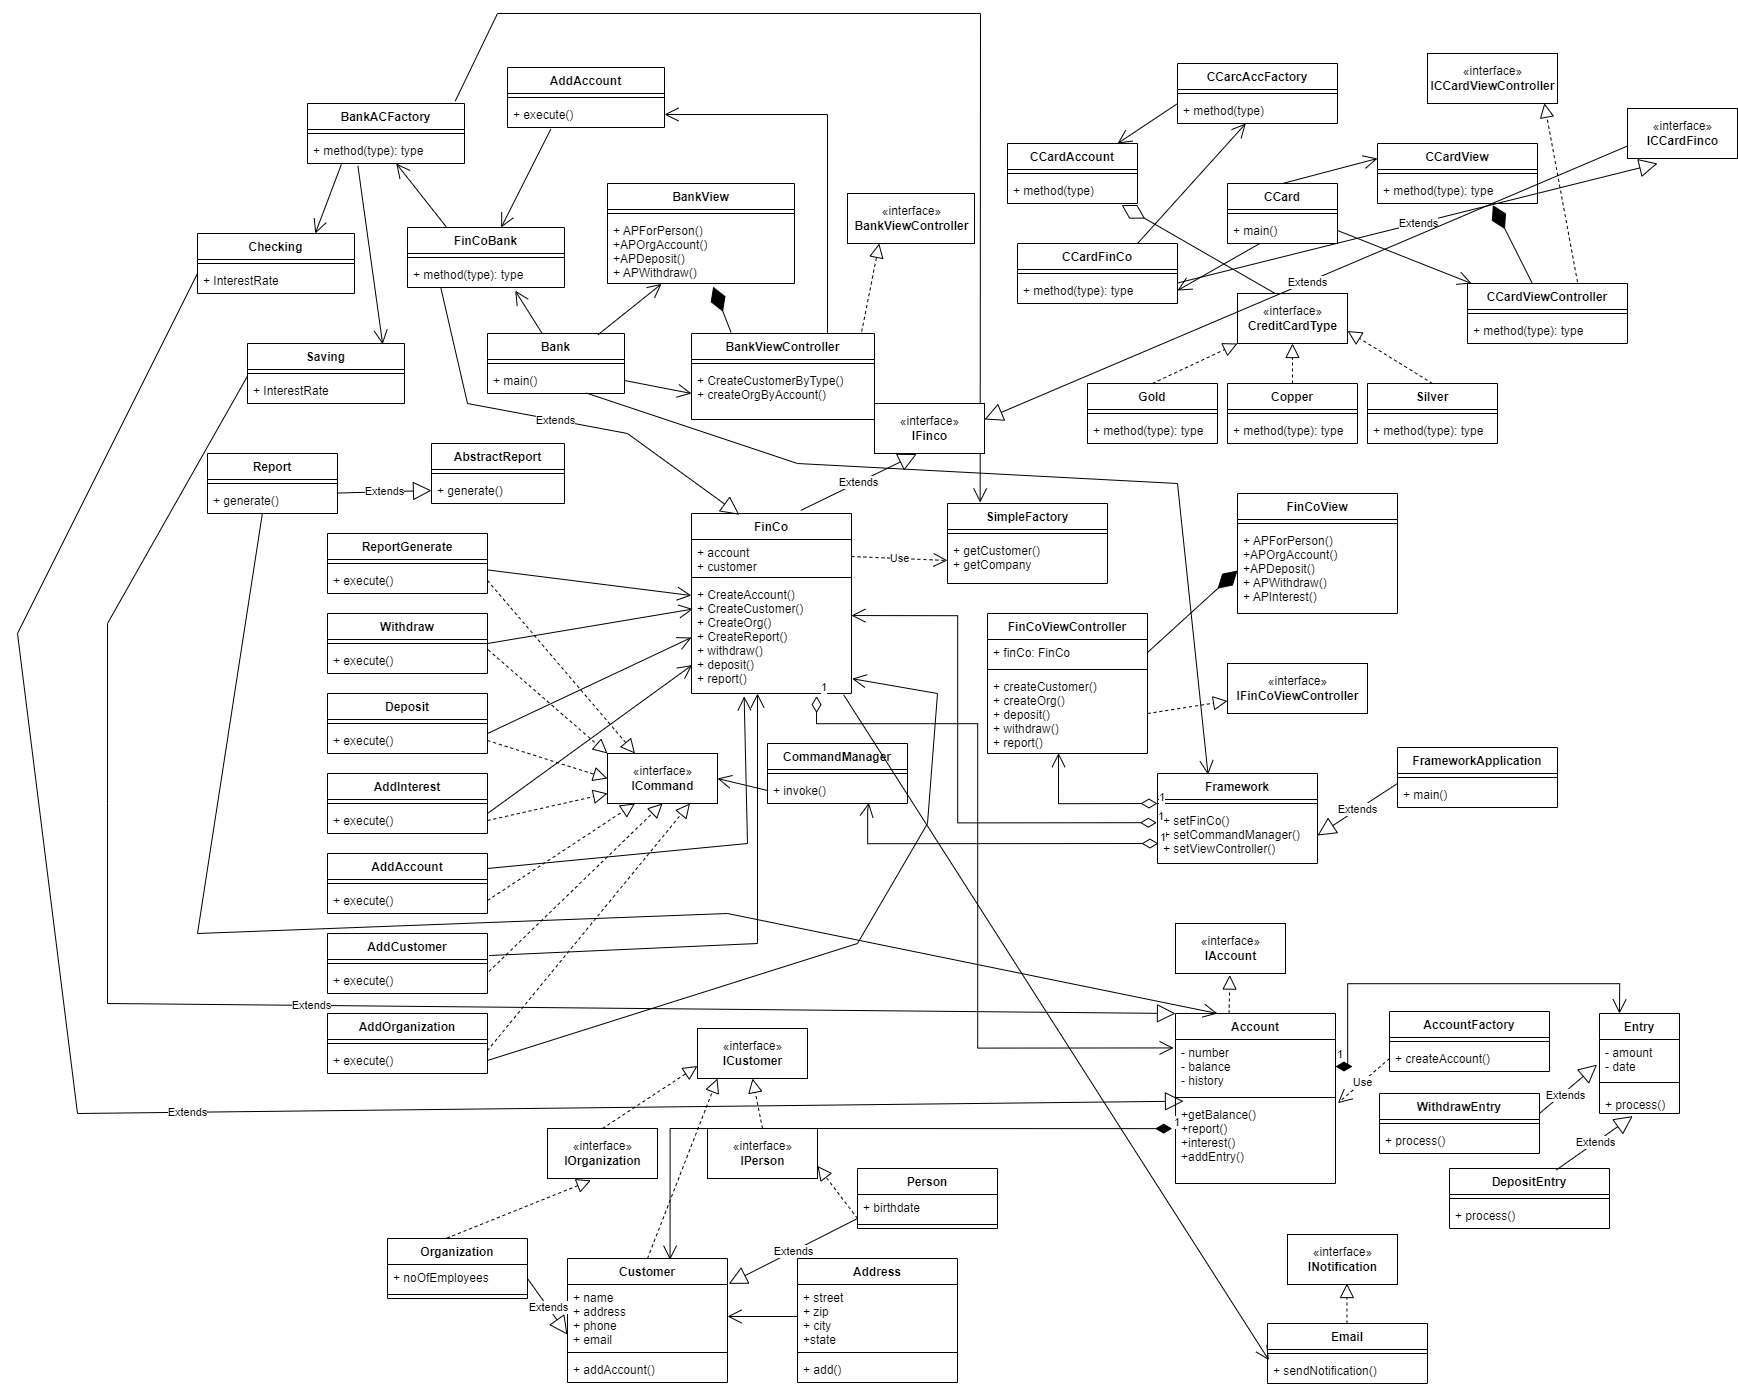 AddAccount
+ execute()
BankACFactory
+ method(type): type
CCarcAccFactory
+ method(type)
«interface»
ICCardViewController
«interface»
ICCardFinco
CCardAccount
+ method(type)
CCardView
+ method(type): type
CCard
+ main()
Extends
BankView
+ APForPerson()
+APOrgAccount()
+APDeposit()
+ APWithdraw()
«interface»
BankViewController
Checking
+ InterestRate
FinCoBank
+ method(type): type
CCardFinCo
+ method(type): type
Extends
CCardViewController
+ method(type): type
«interface»
CreditCardType
Saving
+ InterestRate
Bank
+ main()
BankViewController
+ CreateCustomerByType()
+ createOrgByAccount()
Gold
+ method(type): type
Copper
+ method(type): type
Silver
+ method(type): type
Extends
«interface»
IFinco
Report
+ generate()
Extends
AbstractReport
+ generate()
Extends
SimpleFactory
+ getCustomer()
+ getCompany
FinCoView
+ APForPerson()
+APOrgAccount()
+APDeposit()
+ APWithdraw()
+ APInterest()
FinCo
+ account
+ customer
+ CreateAccount()
+ CreateCustomer()
+ CreateOrg()
+ CreateReport()
+ withdraw()
+ deposit()
+ report()
1
Use
ReportGenerate
+ execute()
Withdraw
+ execute()
Deposit
+ execute()
AddInterest
+ execute()
AddAccount
+ execute()
AddCustomer
+ execute()
AddOrganization
+ execute()
FinCoViewController
+ finCo: FinCo
+ createCustomer()
+ createOrg()
+ deposit()
+ withdraw()
+ report()
«interface»
IFinCoViewController
«interface»
ICommand
CommandManager
+ invoke()
Framework
1
1
1
+ setFinCo()
+ setCommandManager()
+ setViewController()
Extends
FrameworkApplication
+ main()
«interface»
IAccount
Extends
Account
- number
- balance
- history
+getBalance()
+report()
+interest()
+addEntry()
1
1
AccountFactory
+ createAccount()
Use
Entry
- amount
- date
+ process()
Extends
WithdrawEntry
+ process()
Extends
DepositEntry
+ process()
«interface»
ICustomer
Extends
«interface»
IOrganization
«interface»
IPerson
Person
+ birthdate
Organization
+ noOfEmployees
Extends
Extends
Customer
+ name
+ address
+ phone
+ email
+ addAccount()
Address
+ street
+ zip
+ city
+state
+ add()
«interface»
INotification
Email
+ sendNotification()